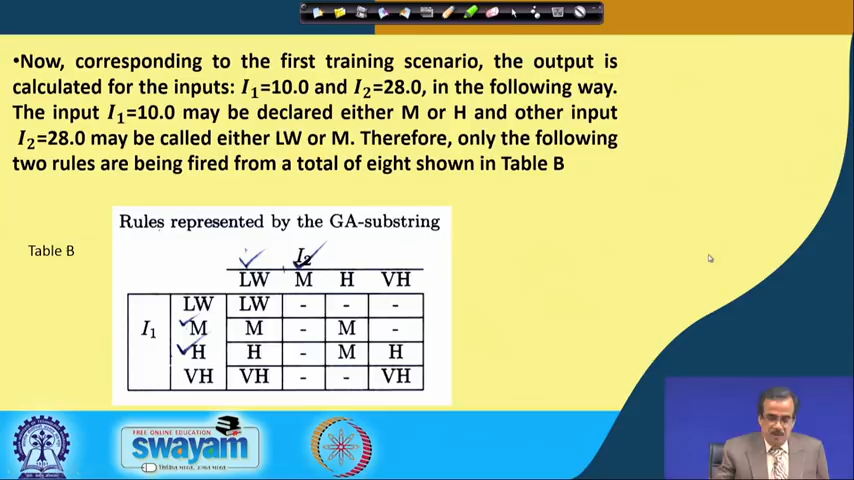 •Now, corresponding to the first training scenario, the output is
calculated for the inputs: I₁=10.0 and I₂=28.0, in the following way.
The input I₁=10.0 may be declared either M or H and other input
I₂=28.0 may be called either LW or M. Therefore, only the following
two rules are being fired from a total of eight shown in Table B
Rules represented by the GA-substring
Table B
I₂
LW M H VH
LW LW - - -
I₁ M M - M -
H H - M H
VH VH - - VH
FREE ONLINE EDUCATION
swayam
शिक्षित भारत, उन्नत भारत